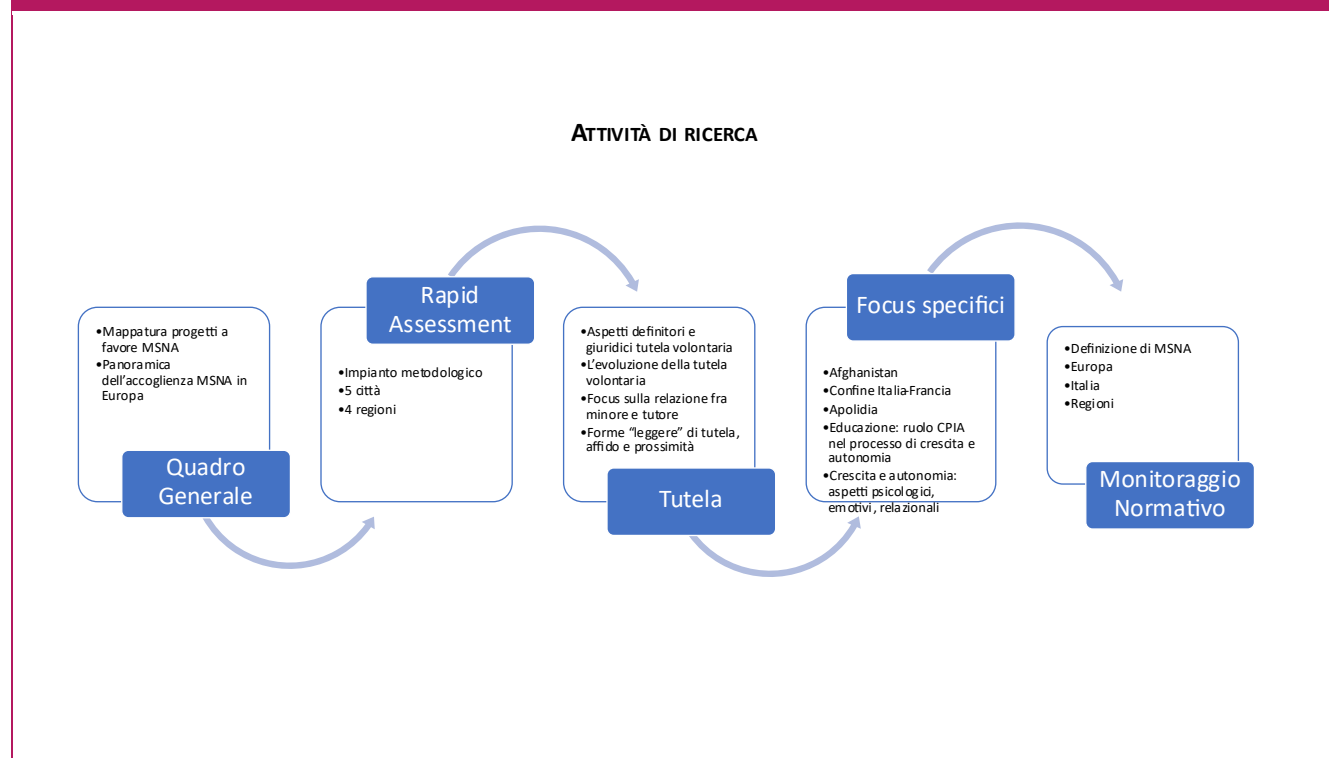 ATTIVITÀ DI RICERCA
•Mappatura progetti a
favore MSNA
•Panoramica
dell'accoglienza MSNA in
Europa
Quadro
Generale
Rapid
Assessment
•Impianto metodologico
•5 città
•4 regioni
•Aspetti definitori e
giuridici tutela volontaria
•L'evoluzione della tutela
volontaria
•Focus sulla relazione fra
minore e tutore
•Forme "leggere" di tutela,
affido e prossimità
Tutela
Focus specifici
•Afghanistan
•Confine Italia-Francia
•Apolidia
•Educazione: ruolo CPIA
nel processo di crescita e
autonomia
•Crescita e autonomia:
aspetti psicologici,
emotivi, relazionali
•Definizione di MSNA
•Europa
•Italia
•Regioni
Monitoraggio
Normativo